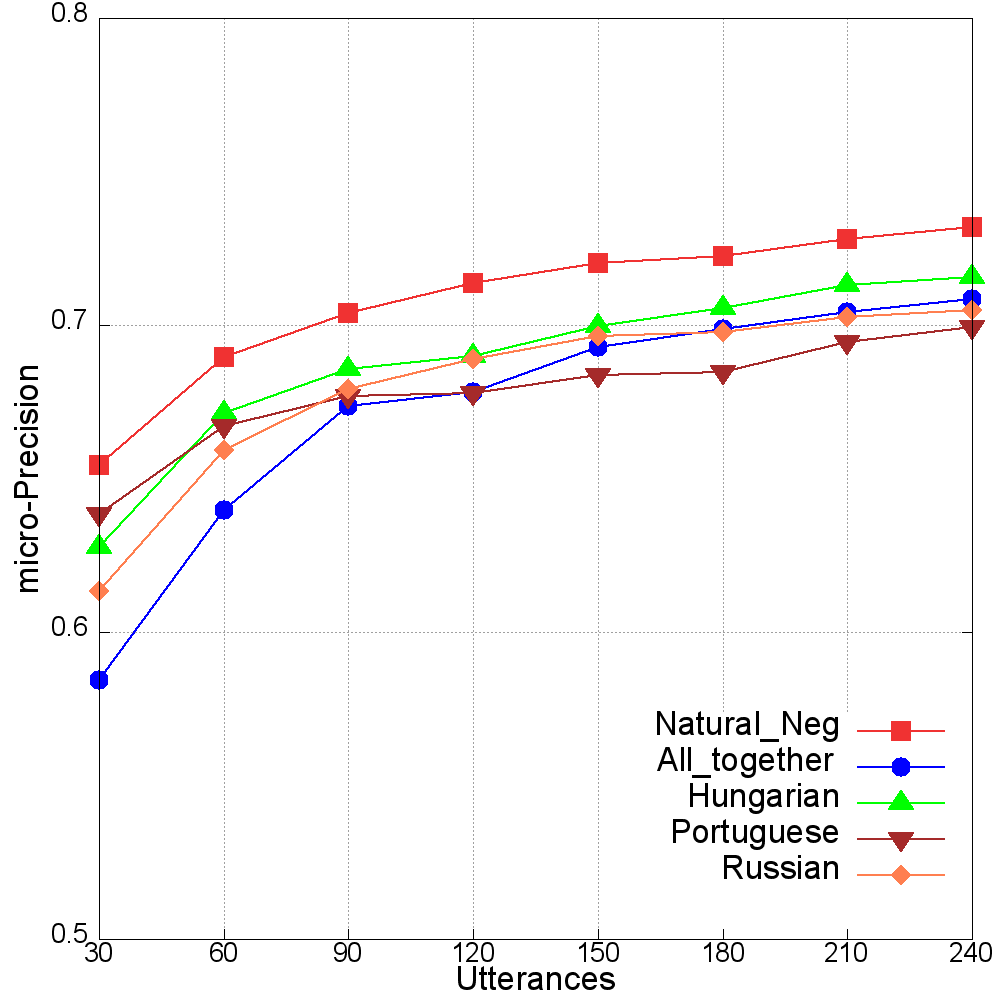 0.8
0.7
0.6
0.5
micro-Precision
Natural_Neg
All_together
Hungarian
Portuguese
Russian
30 60 90 120 150 180 210 240
Utterances